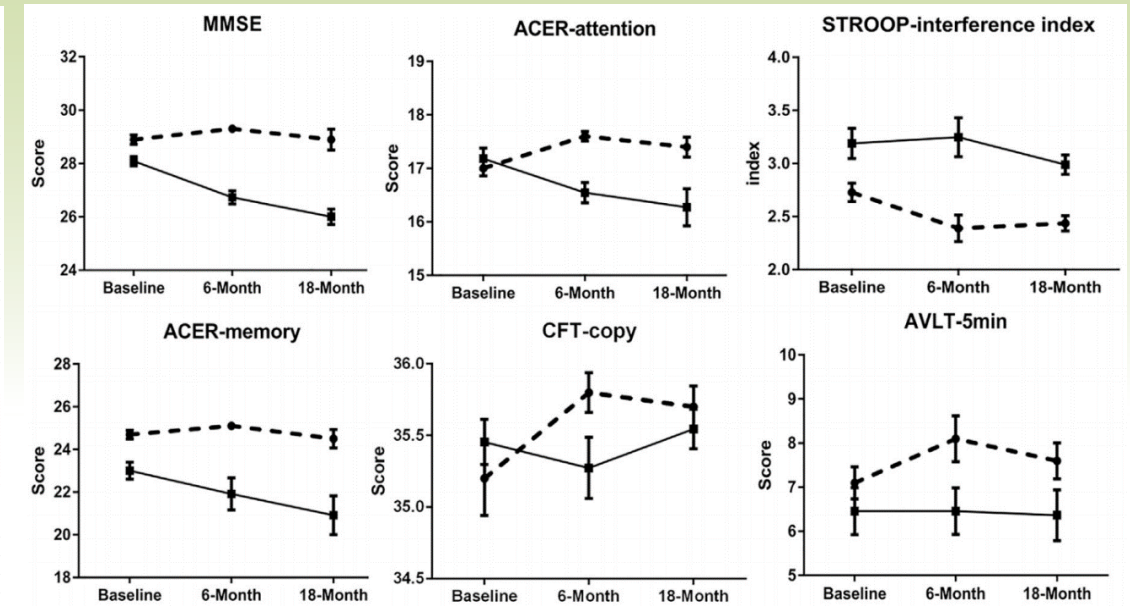 MMSE
32
30
28
26
24
Score
Baseline 6-Month 18-Month
ACER-attention
19
18
17
16
15
Score
Baseline 6-Month 18-Month
STROOP-interference index
4.0
3.5
3.0
2.5
2.0
index
Baseline 6-Month 18-Month
ACER-memory
28
26
24
22
20
18
Score
Baseline 6-Month 18-Month
CFT-copy
36.0
35.5
35.0
34.5
Score
Baseline 6-Month 18-Month
AVLT-5min
10
9
8
7
6
5
Score
Baseline 6-Month 18-Month